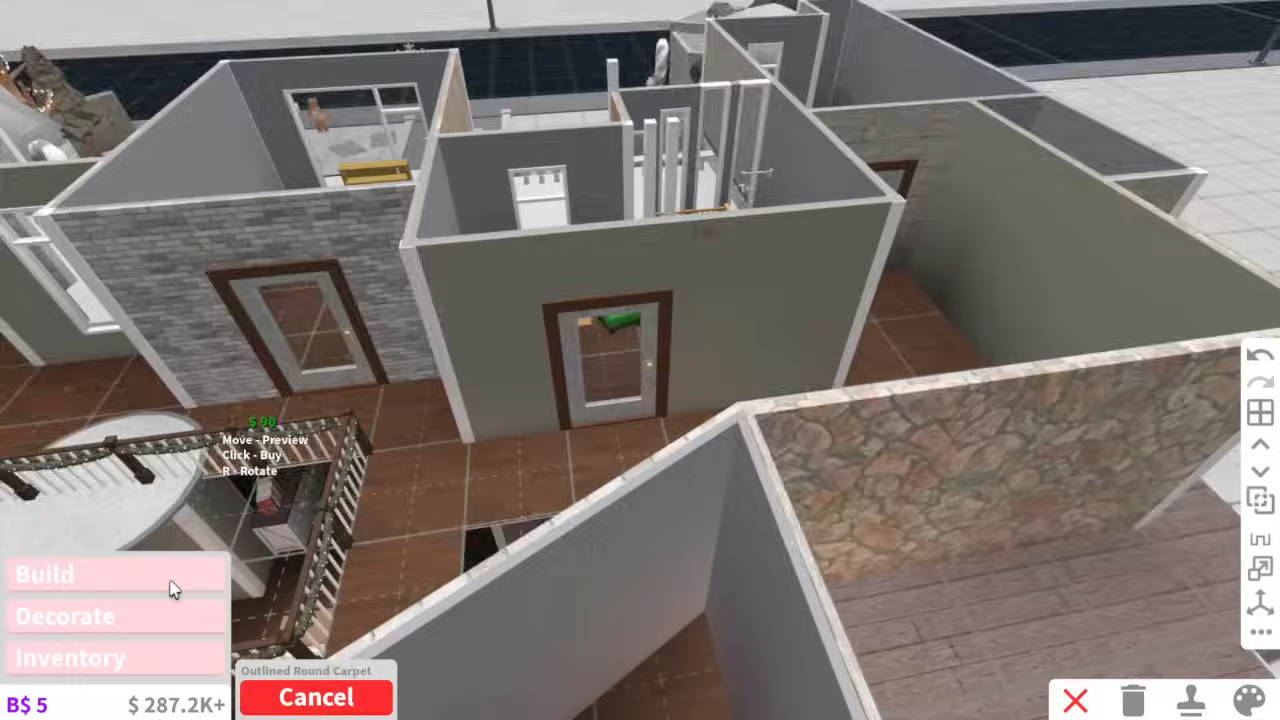 $ 90
Move - Preview
Click - Buy
R - Rotate
Build
Decorate
Inventory
B$ 5
$ 287.2K+
Outlined Round Carpet
Cancel